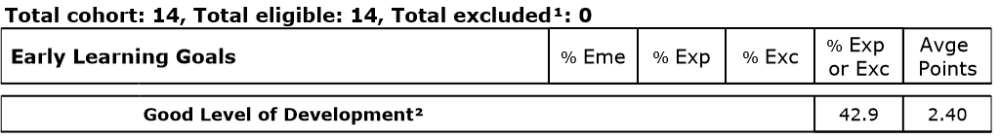 Total cohort: 14, Total eligible: 14, Total excluded¹: 0
Early Learning Goals % Eme % Exp % Exc % Exp or Exc Avge Points
Good Level of Development² 42.9 2.40